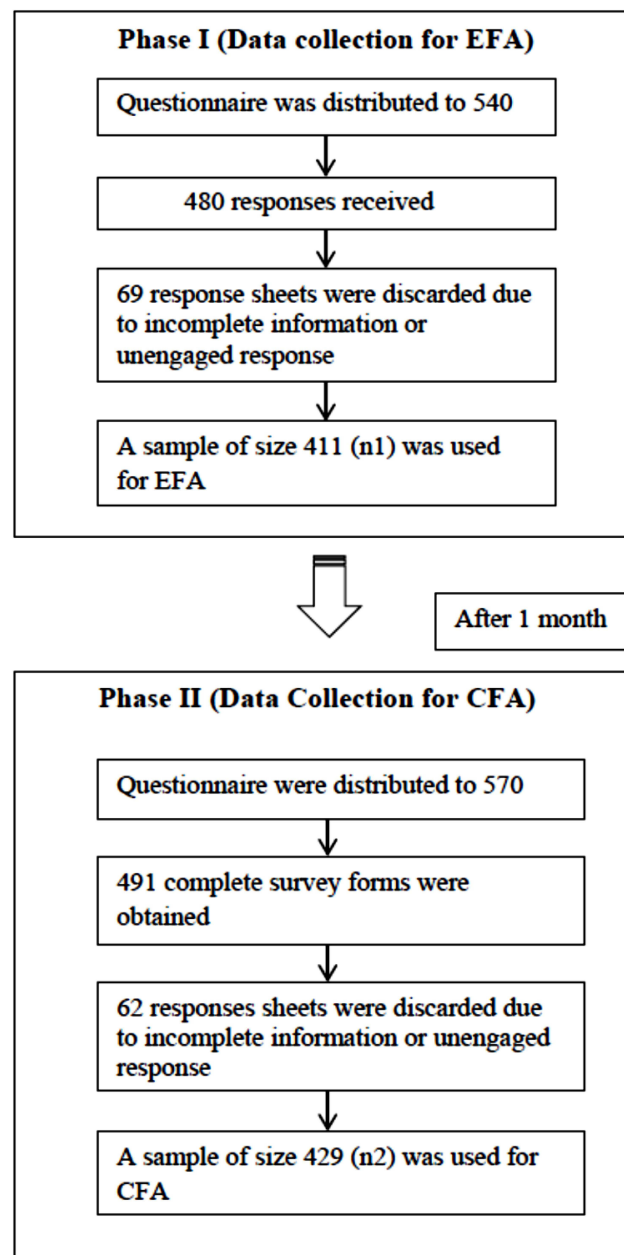 Phase I (Data collection for EFA)
Questionnaire was distributed to 540
480 responses received
69 response sheets were discarded due
to incomplete information or
unengaged response
A sample of size 411 (n1) was used
for EFA
After 1 month
Phase II (Data Collection for CFA)
Questionnaire were distributed to 570
491 complete survey forms were
obtained
62 responses sheets were discarded due
to incomplete information or unengaged
response
A sample of size 429 (n2) was used for
CFA